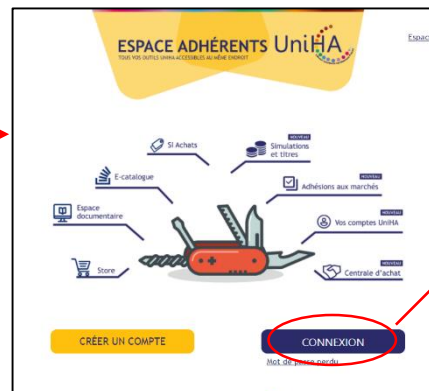 ESPACE ADHÉRENTS UniHA
TOUS VOS OUTILS UNIHA ACCESSIBLES AU MÊME ENDROIT
Espac
SI Achats
NOUVEAU
Simulations
et titres
E-catalogue
NOUVEAU
Adhésions aux marchés
Espace
documentaire
NOUVEAU
Vos comptes UniHA
Store
NOUVEAU
Centrale d'achat
CRÉER UN COMPTE
CONNEXION
Mot de passe perdu